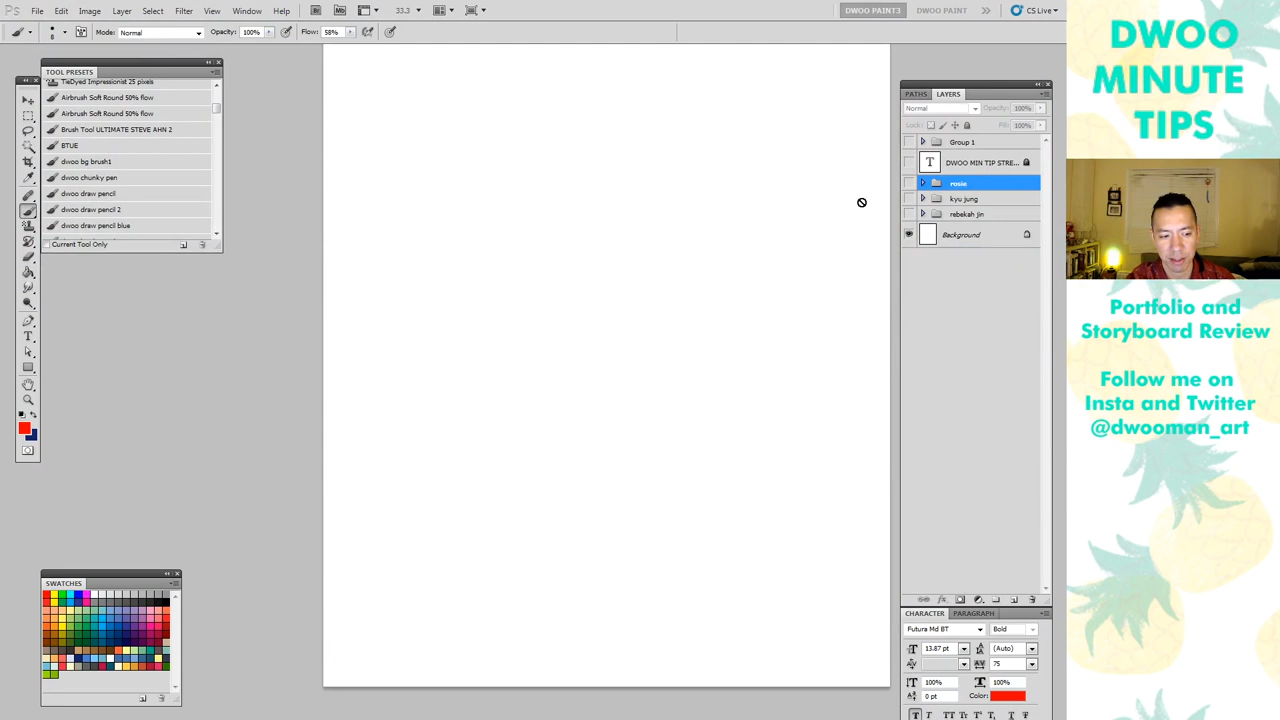 Ps File Edit Image Layer Select Filter View Window Help Br Mb 33.3 DWOO PAINT3 DWOO PAINT CS Live
Mode: Normal Opacity: 100% Flow: 58%
TOOL PRESETS
TieDyed Impressionist 25 pixels
Airbrush Soft Round 50% flow
Airbrush Soft Round 50% flow
Brush Tool ULTIMATE STEVE AHN 2
BTUE
dwoo bg brush1
dwoo chunky pen
dwoo draw pencil
dwoo draw pencil 2
dwoo draw pencil blue
Current Tool Only
SWATCHES
PATHS LAYERS
Normal Opacity: 100%
Lock: Fill: 100%
Group 1
T DWOO MIN TIP STRE...
rosie
kyu jung
rebekah jin
Background
CHARACTER PARAGRAPH
Futura Md BT Bold
13.87 pt (Auto)
75
100% 100%
0 pt Color:
DWOO
MINUTE
TIPS
Portfolio and
Storyboard Review
Follow me on
Insta and Twitter
@dwooman_art